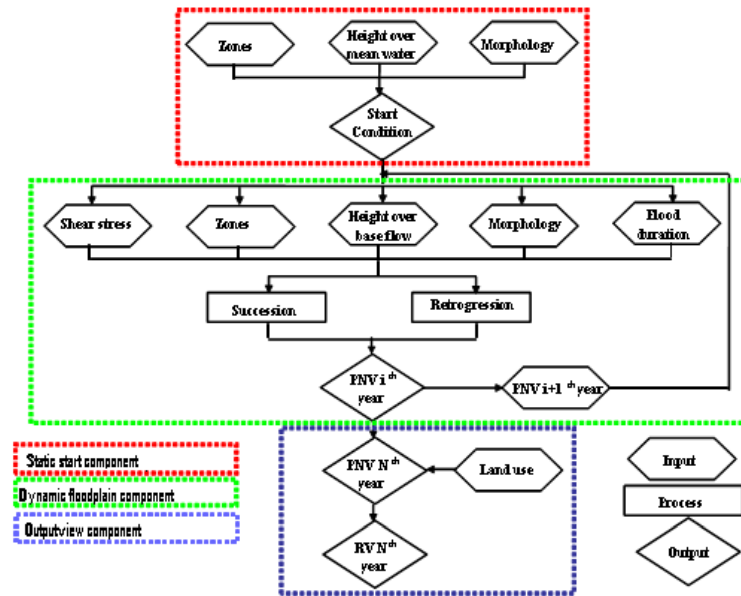 Zones
Height over
mean water
Morphology
Start
Condition
Shear stress
Zones
Height over
base flow
Morphology
Flood
duration
Succession
Retrogression
PNV i th
year
PNV i+1 th year
PNV N th
year
Land use
RV N th
year
Static start component
Dynamic floodplain component
Outputview component
Input
Process
Output